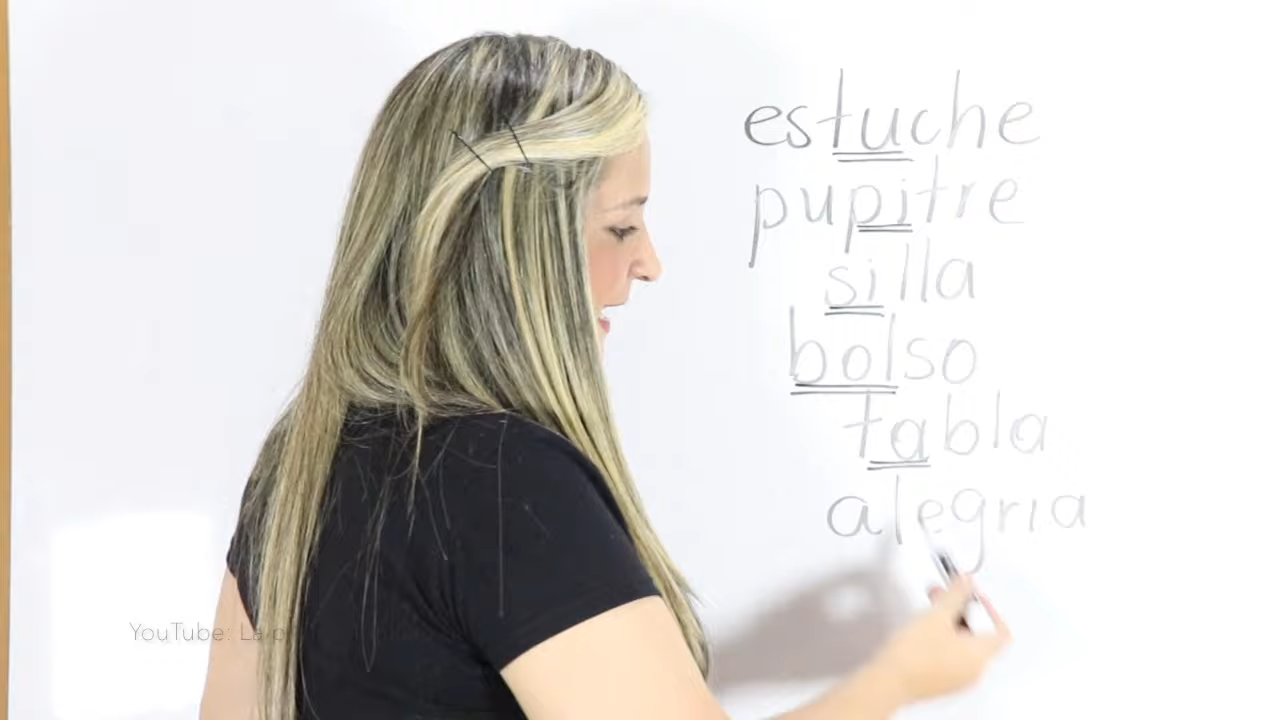 estuche
pupitre
silla
bolso
tabla
alegria
YouTube: La